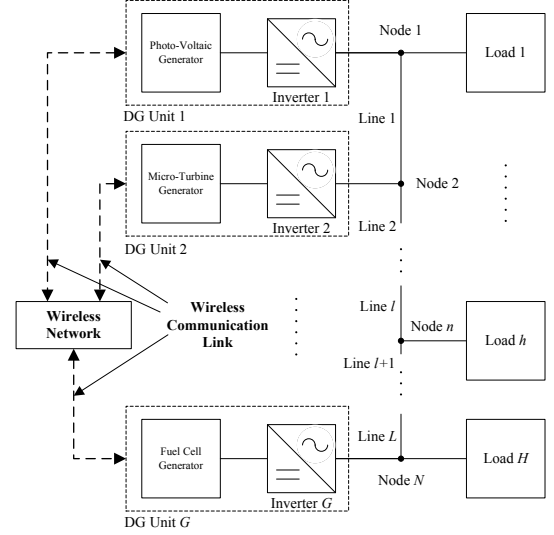 Photo-Voltaic
Generator
Inverter 1
DG Unit 1
Node 1
Load 1
Line 1
Micro-Turbine
Generator
Inverter 2
DG Unit 2
Node 2
Line 2
Wireless
Network
Wireless
Communication
Link
Line l
Node n
Load h
Line l+1
Fuel Cell
Generator
Inverter G
DG Unit G
Line L
Node N
Load H